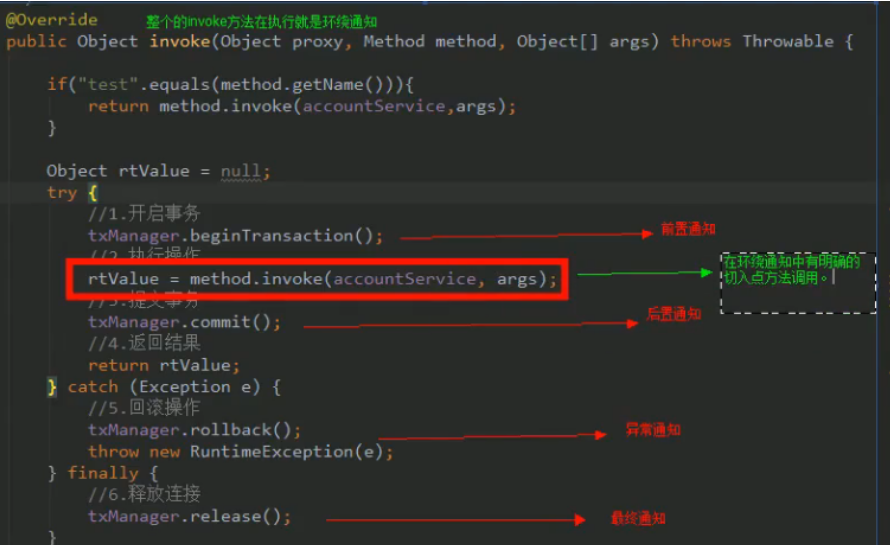 @Override 整个的invoke方法在执行就是环绕通知
public Object invoke(Object proxy, Method method, Object[] args) throws Throwable {
if("test".equals(method.getName())){
return method.invoke(accountService,args);
}
Object rtValue = null;
try {
//1.开启事务
txManager.beginTransaction(); 前置通知
//2.执行操作
rtValue = method.invoke(accountService, args); 在环绕通知中有明确的
切入点方法调用。
//3.提交事务
txManager.commit(); 后置通知
//4.返回结果
return rtValue;
} catch (Exception e) {
//5.回滚操作
txManager.rollback(); 异常通知
throw new RuntimeException(e);
} finally {
//6.释放连接
txManager.release(); 最终通知
}